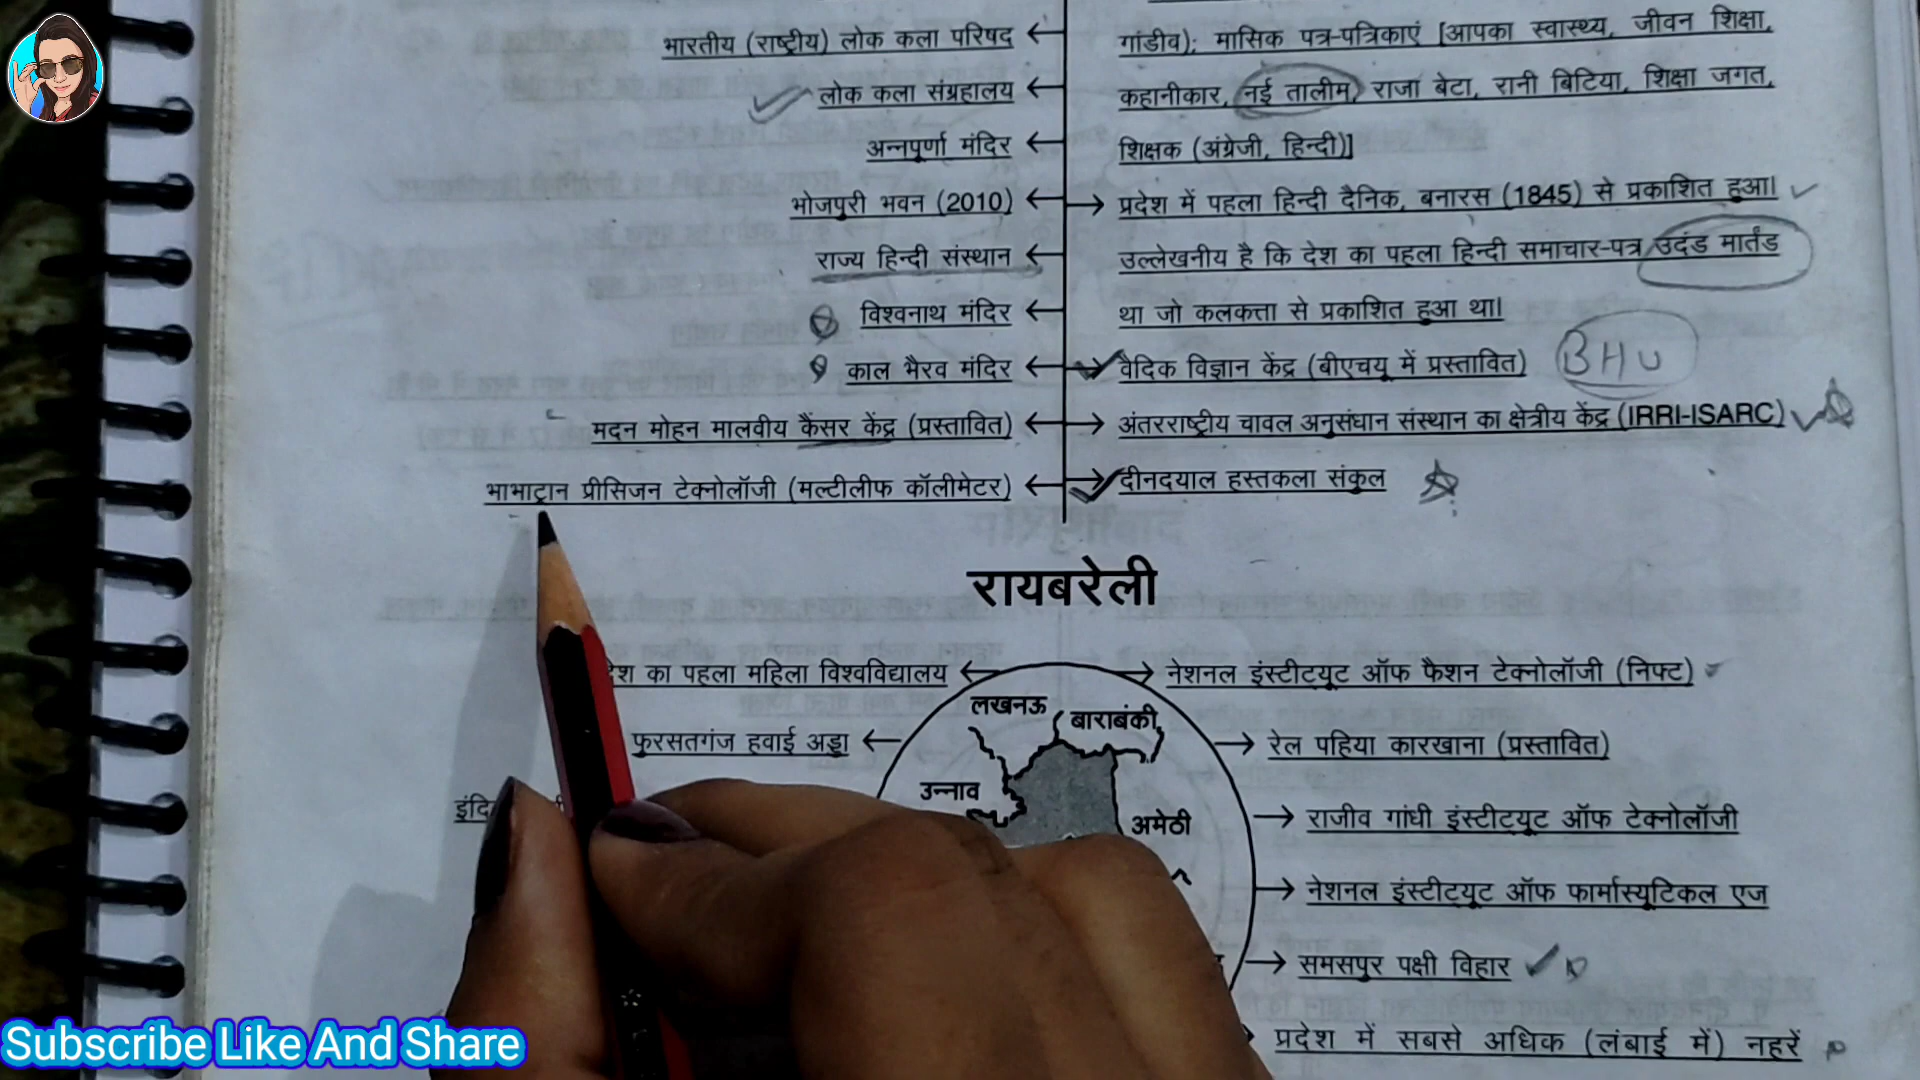 भारतीय (राष्ट्रीय) लोक कला परिषद
लोक कला संग्रहालय
अन्नपूर्णा मंदिर
भोजपुरी भवन (2010)
राज्य हिन्दी संस्थान
विश्वनाथ मंदिर
काल भैरव मंदिर
मदन मोहन मालवीय कैंसर केंद्र (प्रस्तावित)
भाभाट्रान प्रीसिजन टेक्नोलॉजी (मल्टीलीफ कॉलीमेटर)
गांडीव); मासिक पत्र-पत्रिकाएं [आपका स्वास्थ्य, जीवन शिक्षा,
कहानीकार, नई तालीम, राजा बेटा, रानी बिटिया, शिक्षा जगत,
शिक्षक (अंग्रेजी, हिन्दी)]
प्रदेश में पहला हिन्दी दैनिक, बनारस (1845) से प्रकाशित हुआ।
उल्लेखनीय है कि देश का पहला हिन्दी समाचार-पत्र उदंड मार्तंड
था जो कलकत्ता से प्रकाशित हुआ था।
वैदिक विज्ञान केंद्र (बीएचयू में प्रस्तावित) BHU
अंतरराष्ट्रीय चावल अनुसंधान संस्थान का क्षेत्रीय केंद्र (IRRI-ISARC)
दीनदयाल हस्तकला संकुल
रायबरेली
का पहला महिला विश्वविद्यालय
फुरसतगंज हवाई अड्डा
लखनऊ
बाराबंकी
उन्नाव
अमेठी
नेशनल इंस्टीट्यूट ऑफ फैशन टेक्नोलॉजी (निफ्ट)
रेल पहिया कारखाना (प्रस्तावित)
राजीव गांधी इंस्टीट्यूट ऑफ टेक्नोलॉजी
नेशनल इंस्टीट्यूट ऑफ फार्मास्यूटिकल एज
समसपुर पक्षी विहार
प्रदेश में सबसे अधिक (लंबाई में) नहरें
Subscribe Like And Share